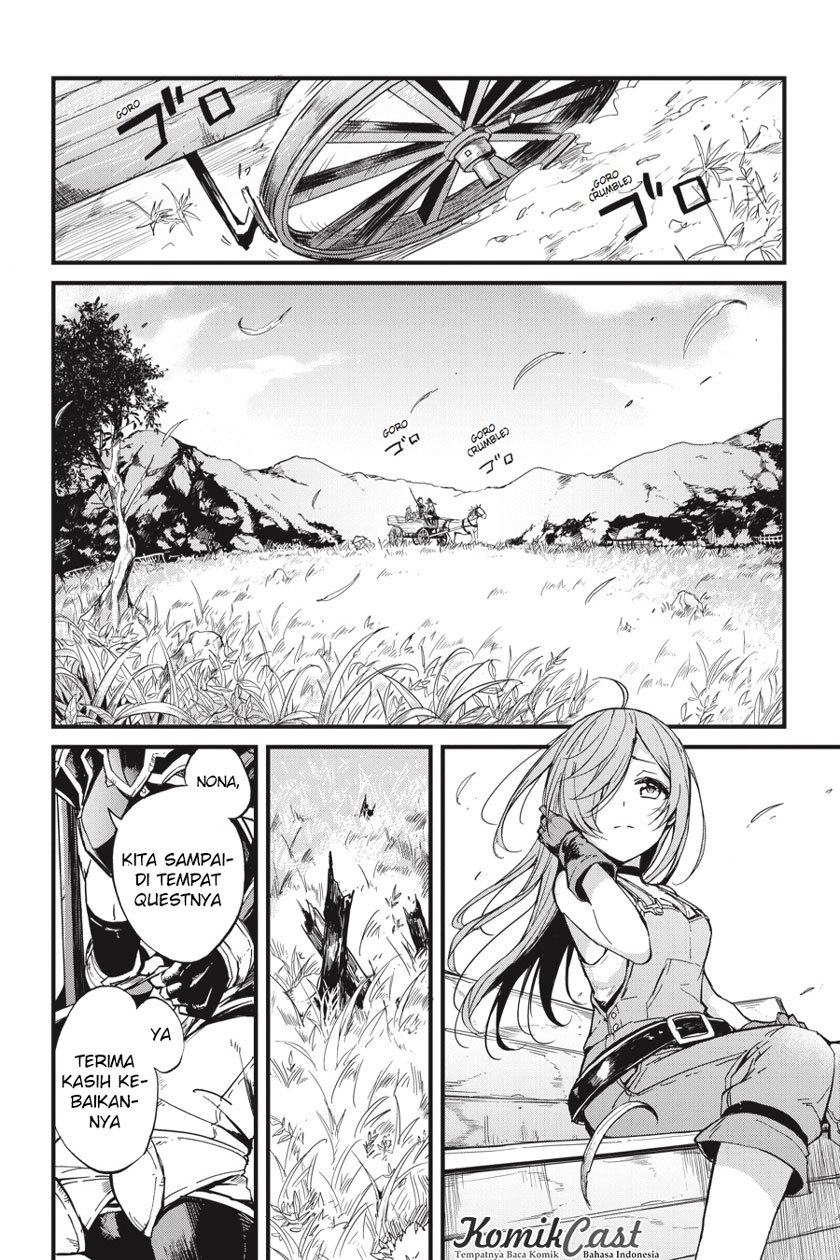 GORO
ゴロ
GORO
(RUMBLE)
ゴロ
GORO
ゴロ
GORO
(RUMBLE)
ゴロ
NONA,
KITA SAMPAI-
DI TEMPAT
QUESTNYA
YA
TERIMA
KASIH KE-
BAIKAN-
NYA
KomikCast
Tempatnya Baca Komik Bahasa Indonesia